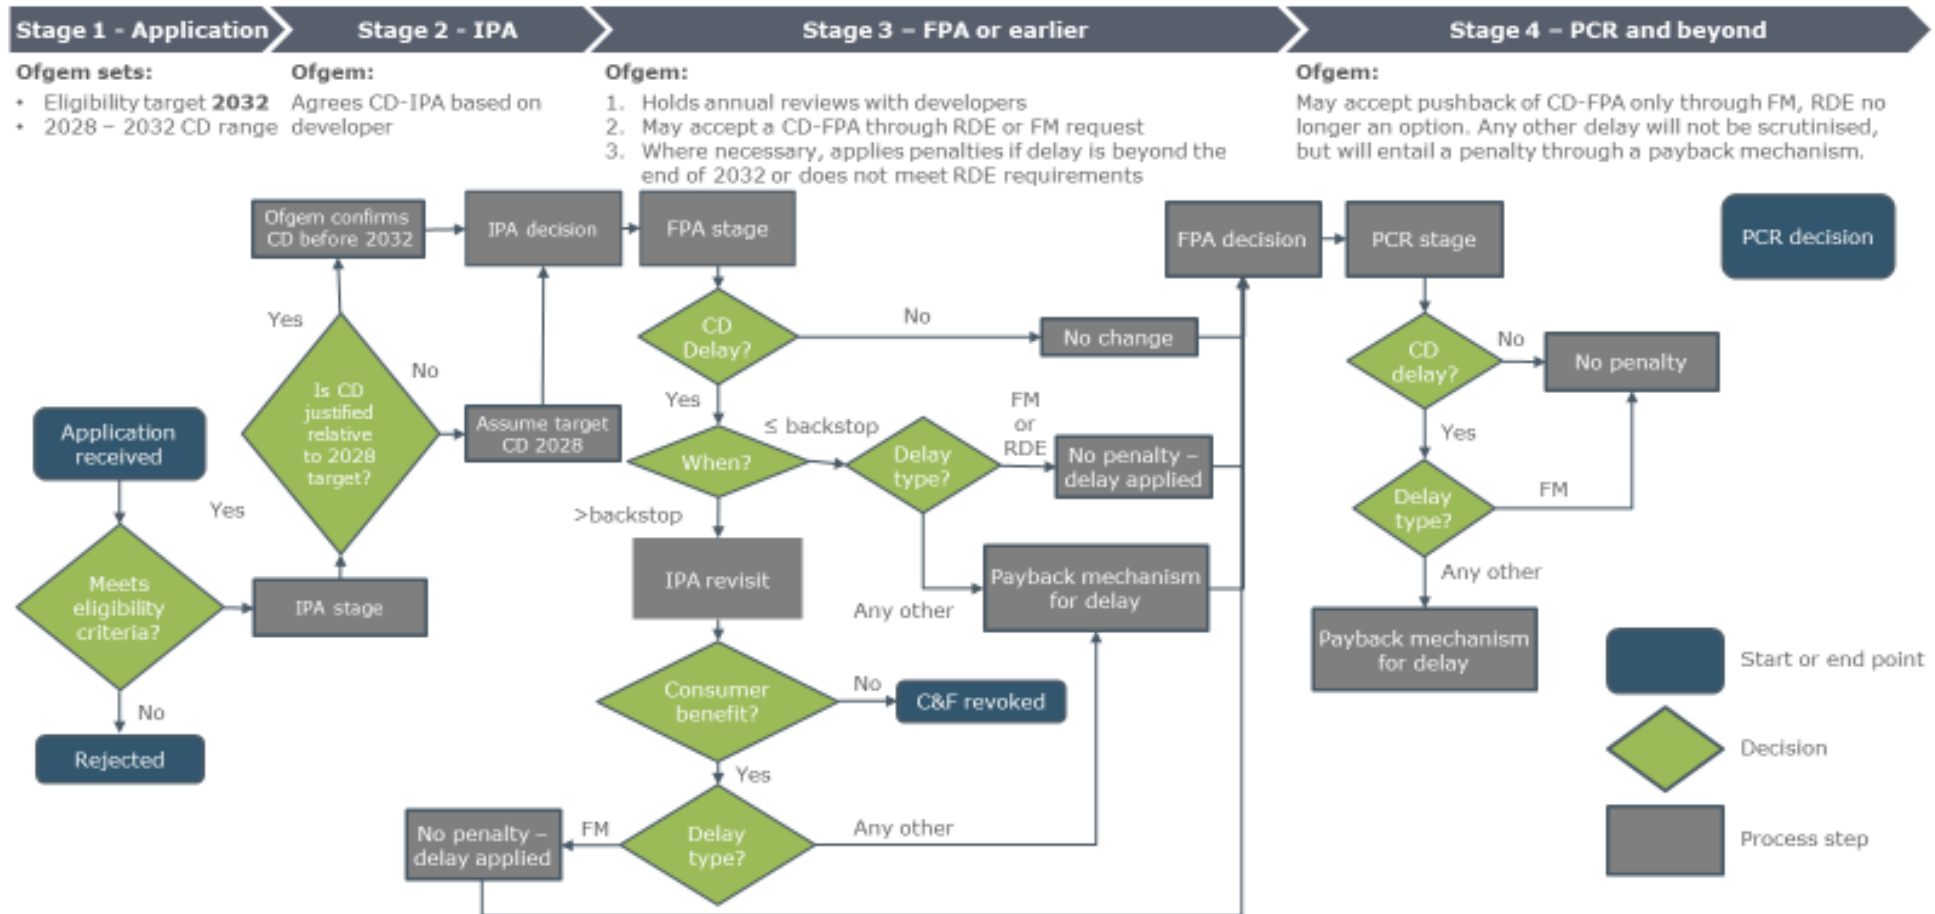 Stage 1 - Application
Stage 2 - IPA
Stage 3 – FPA or earlier
Stage 4 – PCR and beyond
Ofgem sets:
• Eligibility target 2032
• 2028 – 2032 CD range
Ofgem:
Agrees CD-IPA based on
developer
Ofgem:
1. Holds annual reviews with developers
2. May accept a CD-FPA through RDE or FM request
3. Where necessary, applies penalties if delay is beyond the
end of 2032 or does not meet RDE requirements
Ofgem:
May accept pushback of CD-FPA only through FM, RDE no
longer an option. Any other delay will not be scrutinised,
but will entail a penalty through a payback mechanism.
Application
received
Meets
eligibility
criteria?
No
Rejected
Yes
IPA stage
Is CD
justified
relative
to 2028
target?
Yes
Ofgem confirms
CD before 2032
No
Assume target
CD 2028
IPA decision
FPA stage
CD
Delay?
No
No change
Yes
When?
≤ backstop
Delay
type?
FM
or
RDE
No penalty –
delay applied
Any other
Payback mechanism
for delay
>backstop
IPA revisit
Consumer
benefit?
No
C&F revoked
Yes
Delay
type?
FM
No penalty –
delay applied
Any other
FPA decision
PCR stage
CD
delay?
No
No penalty
Yes
Delay
type?
FM
Any other
Payback mechanism
for delay
PCR decision
Start or end point
Decision
Process step